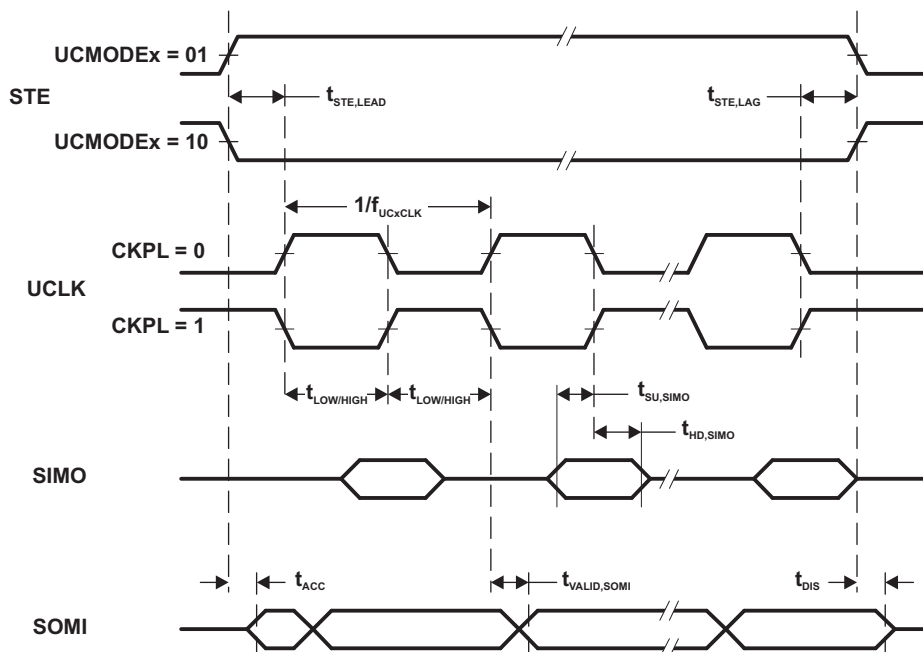 UCMODEx = 01
STE
t_STE,LEAD
t_STE,LAG
UCMODEx = 10
1/f_UCxCLK
CKPL = 0
UCLK
CKPL = 1
t_LOW/HIGH
t_LOW/HIGH
t_SU,SIMO
t_HD,SIMO
SIMO
t_ACC
t_VALID,SOMI
t_DIS
SOMI